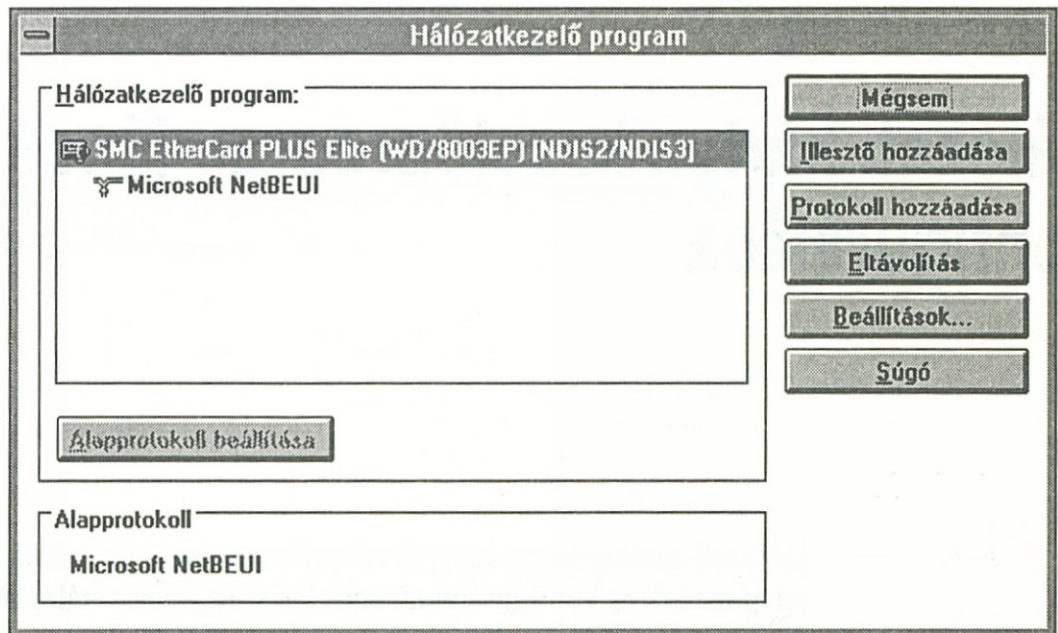 Hálózatkezelő program
Hálózatkezelő program:
SMC EtherCard PLUS Elite (WD/8003EP) [NDIS2/NDIS3]
Microsoft NetBEUI
Alapprotokoll beállítása
Alapprotokoll
Microsoft NetBEUI
Mégsem
Illesztő hozzáadása
Protokoll hozzáadása
Eltávolítás
Beállítások...
Súgó